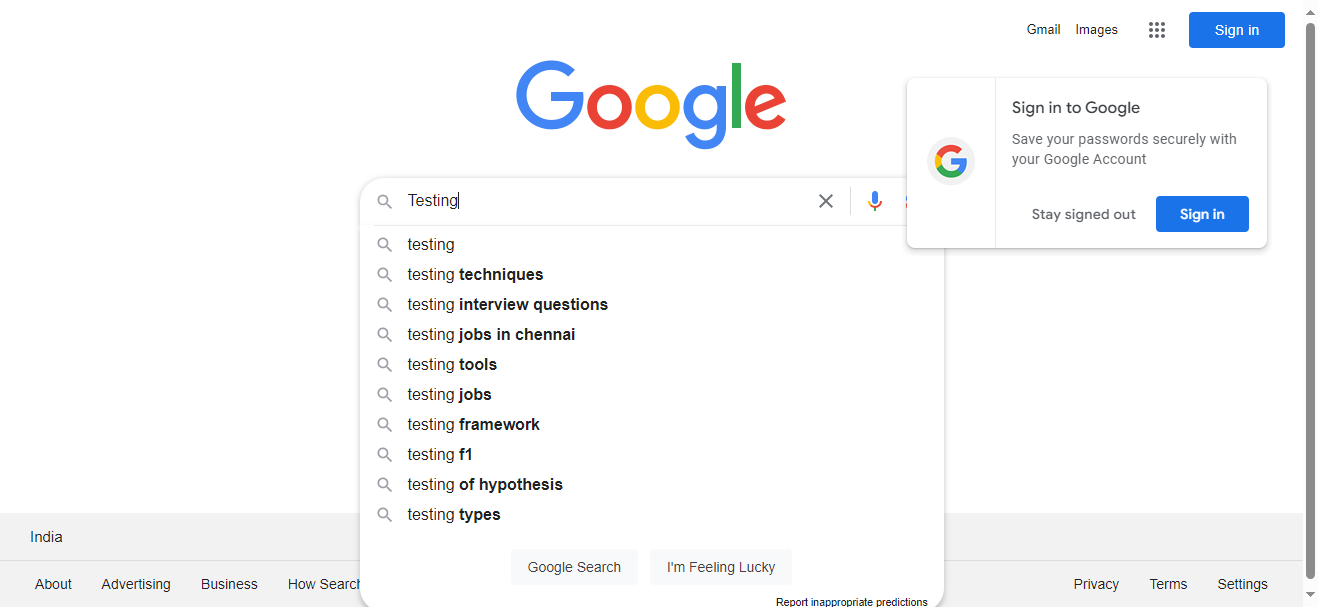 Gmail Images Sign in
Google
Sign in to Google
Save your passwords securely with
your Google Account
Stay signed out Sign in
Testing
testing
testing techniques
testing interview questions
testing jobs in chennai
testing tools
testing jobs
testing framework
testing f1
testing of hypothesis
testing types
Google Search I'm Feeling Lucky
Report inappropriate predictions
India
About Advertising Business How Search
Privacy Terms Settings